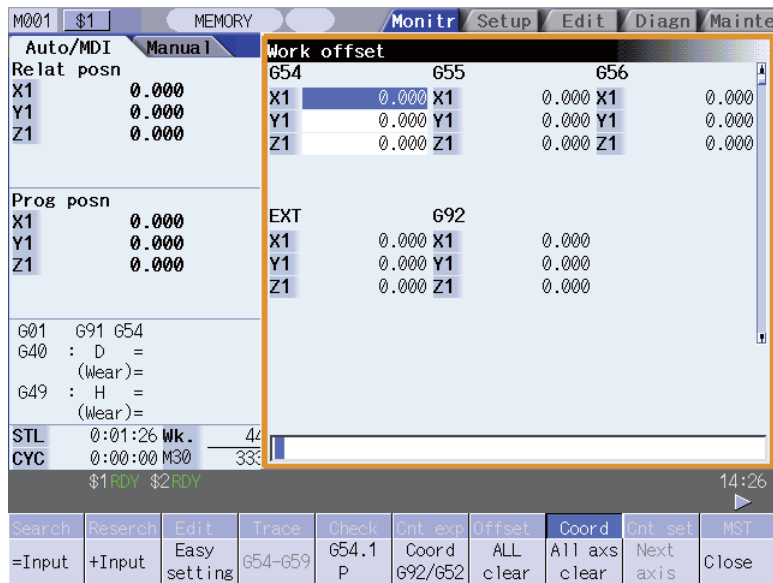 M001 $1 MEMORY Monitr Setup Edit Diagn Mainte
Auto/MDI Manual
Relat posn
X1 0.000
Y1 0.000
Z1 0.000
Prog posn
X1 0.000
Y1 0.000
Z1 0.000
G01 G91 G54
G40 : D =
(Wear)=
G49 : H =
(Wear)=
STL 0:01:26 Wk. 44
CYC 0:00:00 M30 333
Work offset
G54 G55 G56
X1 0.000 X1 0.000 X1 0.000
Y1 0.000 Y1 0.000 Y1 0.000
Z1 0.000 Z1 0.000 Z1 0.000
EXT G92
X1 0.000 X1 0.000
Y1 0.000 Y1 0.000
Z1 0.000 Z1 0.000
$1RDY $2RDY 14:26
Search Reserch Edit Trace Check Cnt exp Offset Coord Cnt set MST
=Input +Input Easy setting G54-G59 G54.1 P Coord G92/G52 ALL clear All axs clear Next axis Close